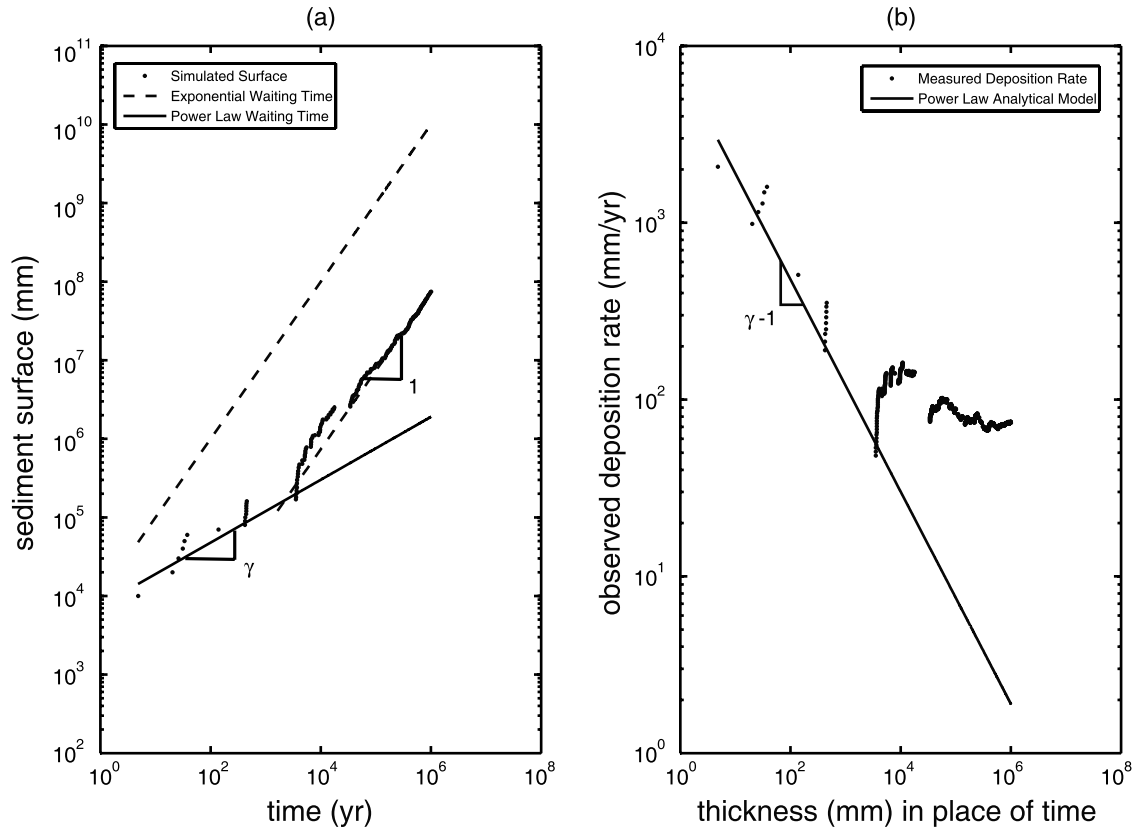 (a)
sediment surface (mm)
10^11
10^10
10^9
10^8
10^7
10^6
10^5
10^4
10^3
10^2
Simulated Surface
Exponential Waiting Time
Power Law Waiting Time
1
γ
10^0
10^2
10^4
10^6
10^8
time (yr)
(b)
observed deposition rate (mm/yr)
10^4
10^3
10^2
10^1
10^0
Measured Deposition Rate
Power Law Analytical Model
γ-1
10^0
10^2
10^4
10^6
10^8
thickness (mm) in place of time